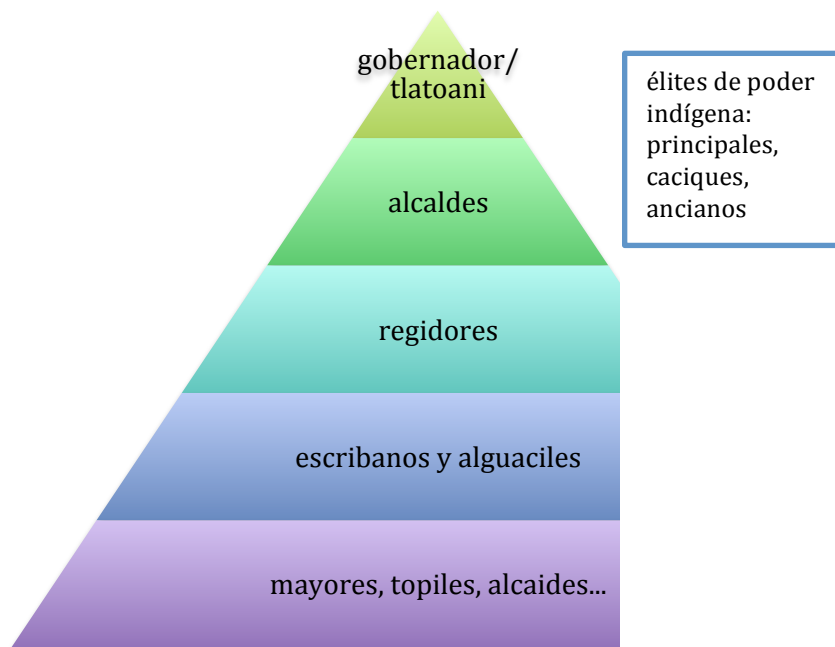 gobernador/
tlatoani
élites de poder
indígena:
principales,
caciques,
ancianos
alcaldes
regidores
escribanos y alguaciles
mayores, topiles, alcaides...